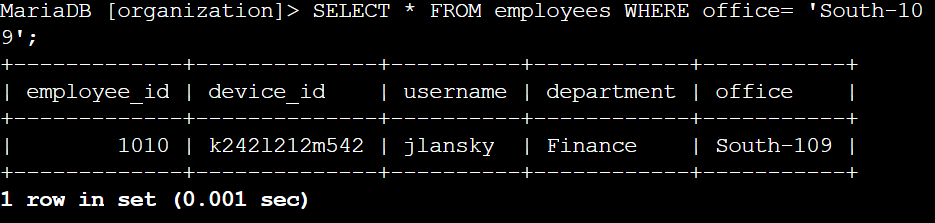 MariaDB [organization]> SELECT * FROM employees WHERE office= 'South-10
9';
+-------------+--------------+----------+------------+-----------+
| employee_id | device_id    | username | department | office    |
+-------------+--------------+----------+------------+-----------+
|        1010 | k242l212m542 | jlansky  | Finance    | South-109 |
+-------------+--------------+----------+------------+-----------+
1 row in set (0.001 sec)